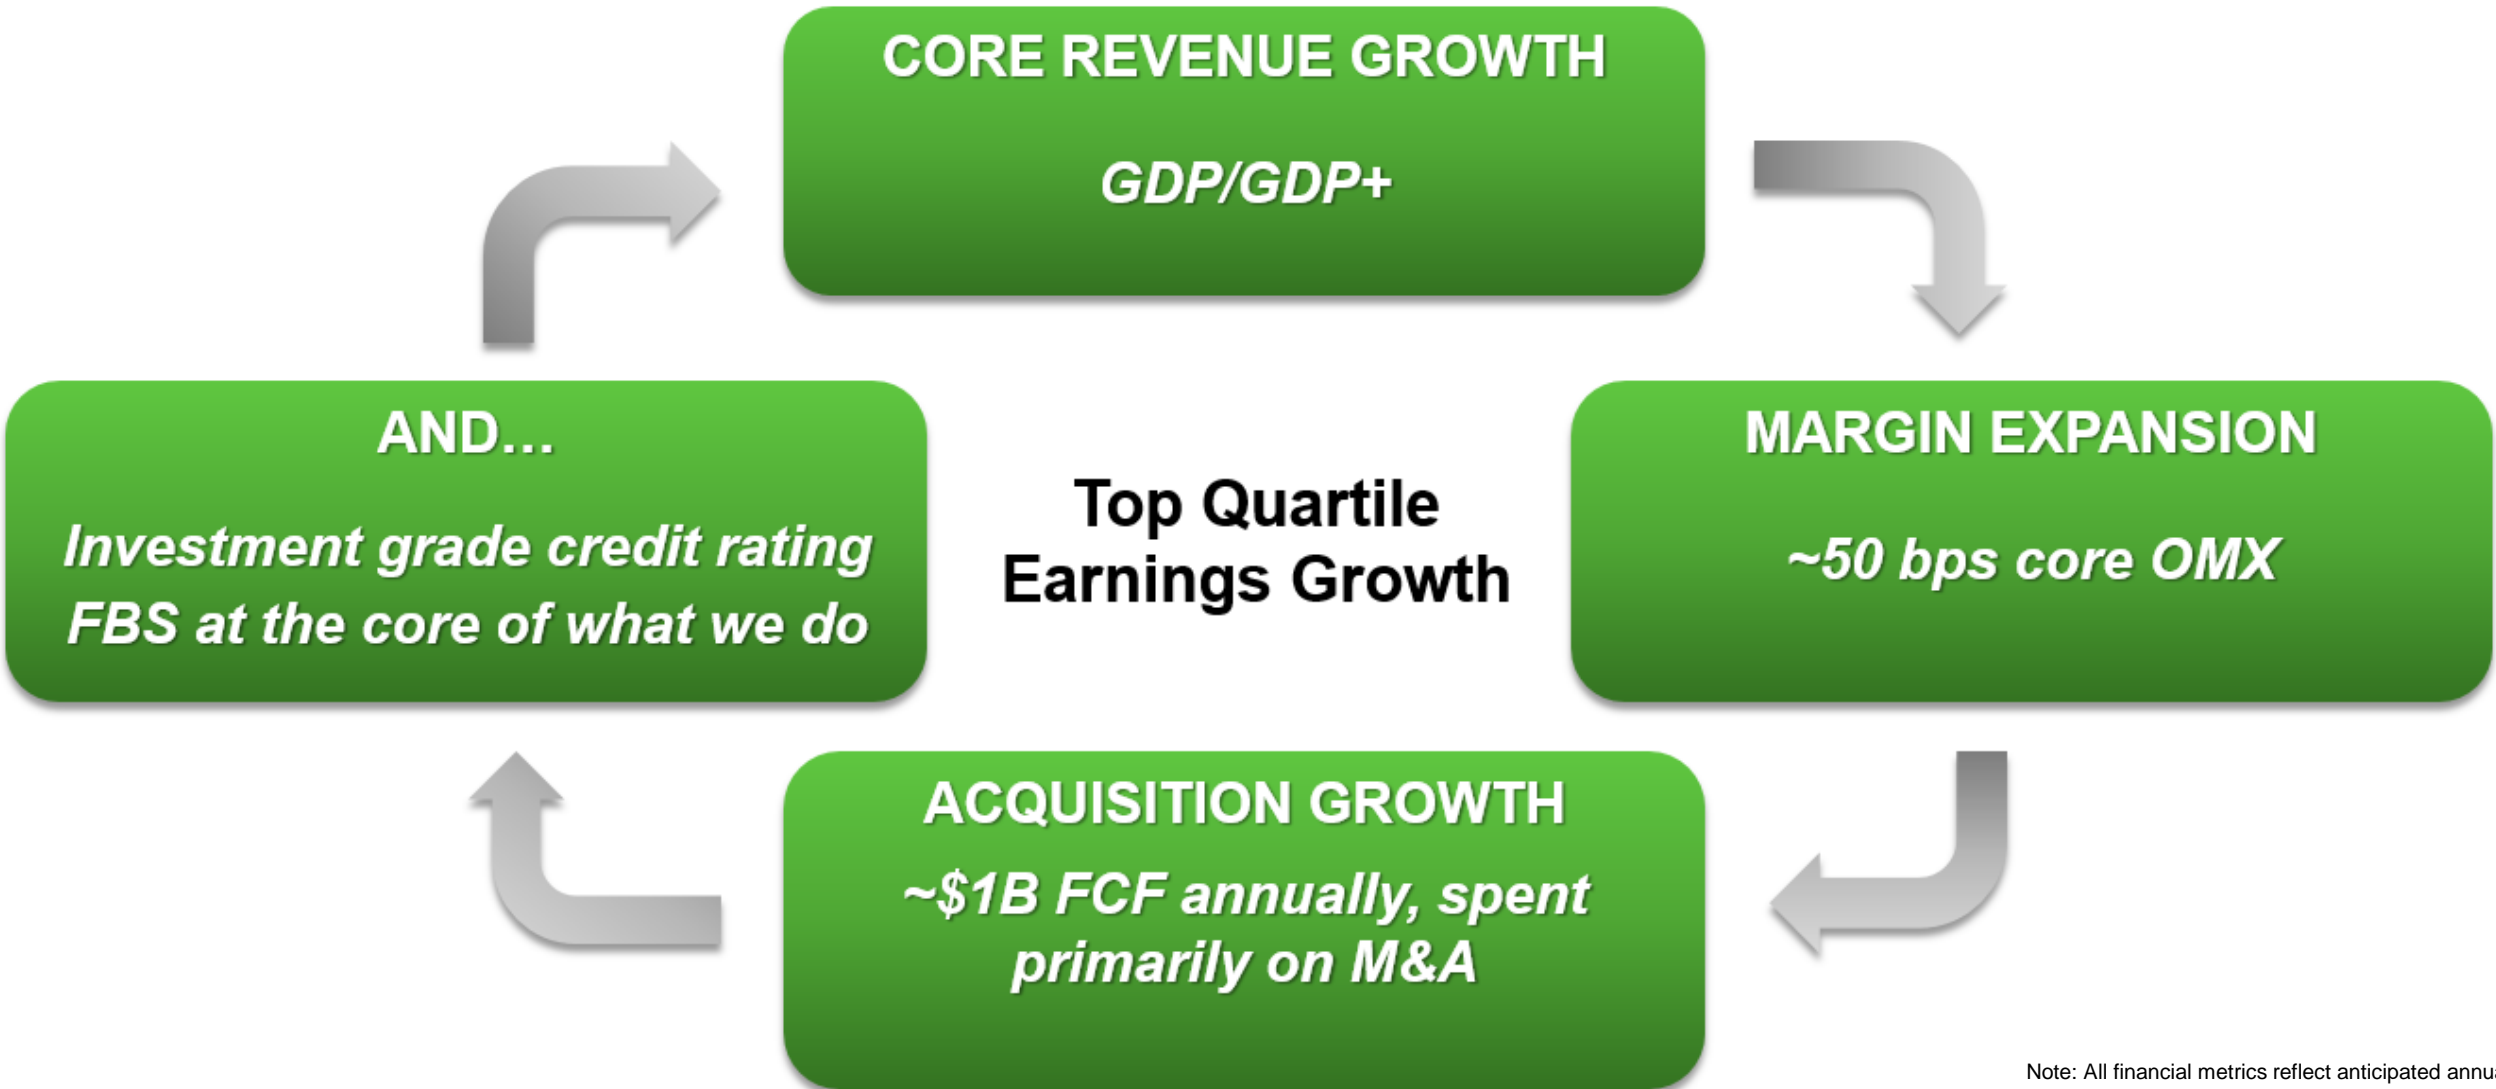 CORE REVENUE GROWTH
GDP/GDP+
AND...
Investment grade credit rating
FBS at the core of what we do
Top Quartile
Earnings Growth
MARGIN EXPANSION
~50 bps core OMX
ACQUISITION GROWTH
~$1B FCF annually, spent
primarily on M&A
Note: All financial metrics reflect anticipated